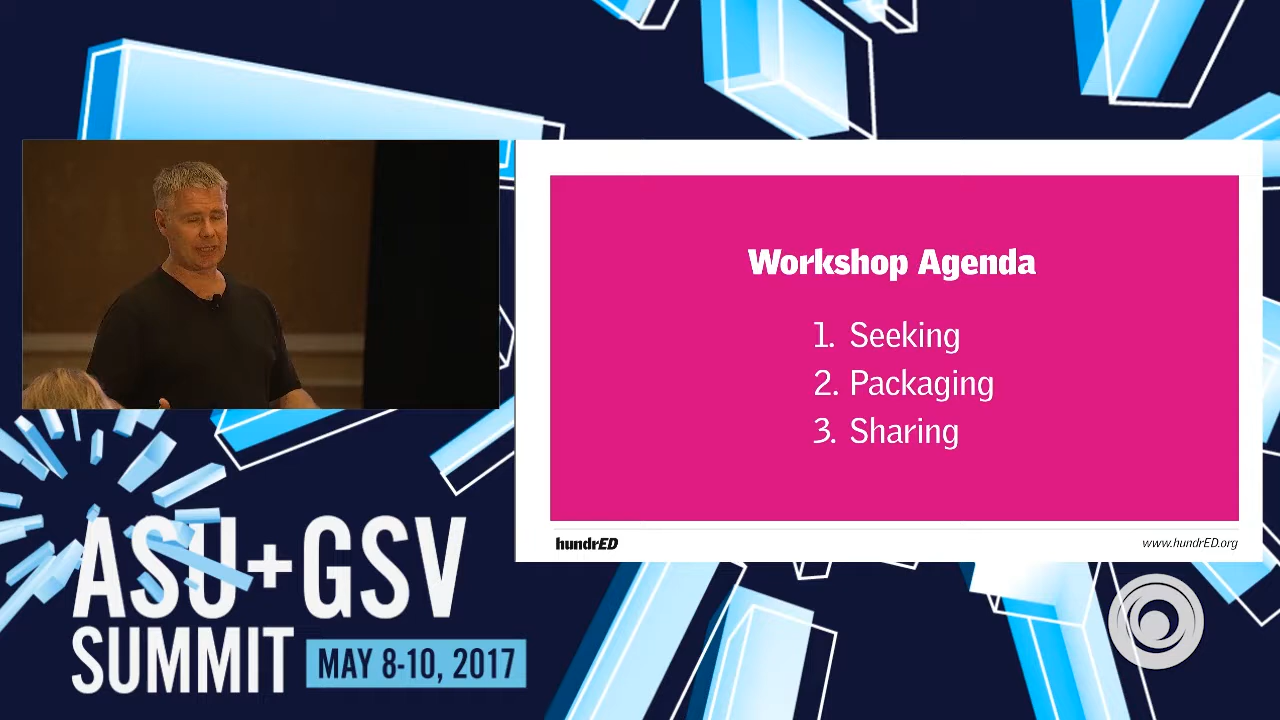 Workshop Agenda
1. Seeking
2. Packaging
3. Sharing
hundrED
www.hundrED.org
ASU+GSV
SUMMIT
MAY 8-10, 2017